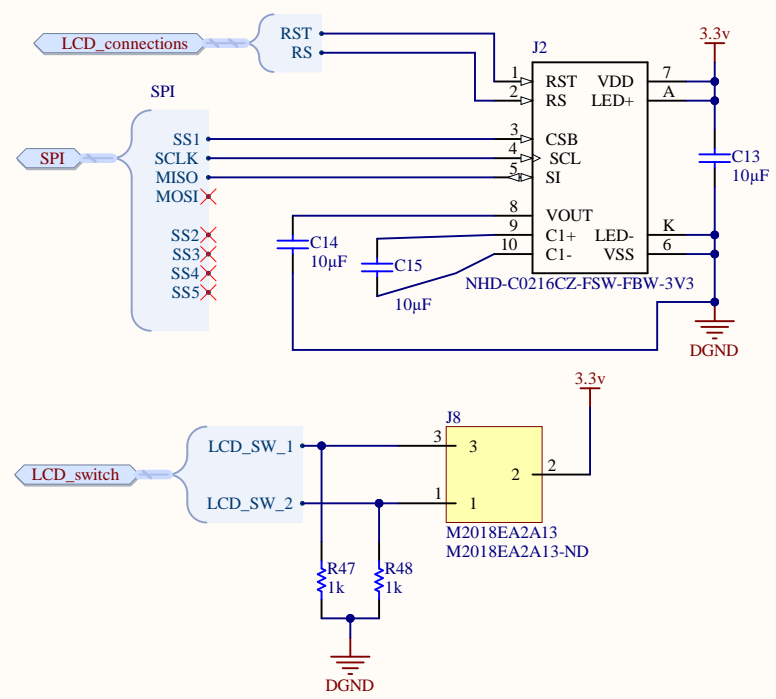 LCD_connections
RST
RS
J2
3.3v
1
RST
VDD
7
2
RS
LED+
A
SPI
SPI
SS1
3
CSB
SCLK
4
SCL
MISO
5
SI
MOSI
C13
10µF
8
VOUT
SS2
9
C1+
LED-
K
SS3
10
C1-
VSS
6
SS4
SS5
C14
10µF
C15
10µF
NHD-C0216CZ-FSW-FBW-3V3
DGND
3.3v
J8
LCD_SW_1
3
3
LCD_switch
2
2
LCD_SW_2
1
1
M2018EA2A13
M2018EA2A13-ND
R47
1k
R48
1k
DGND